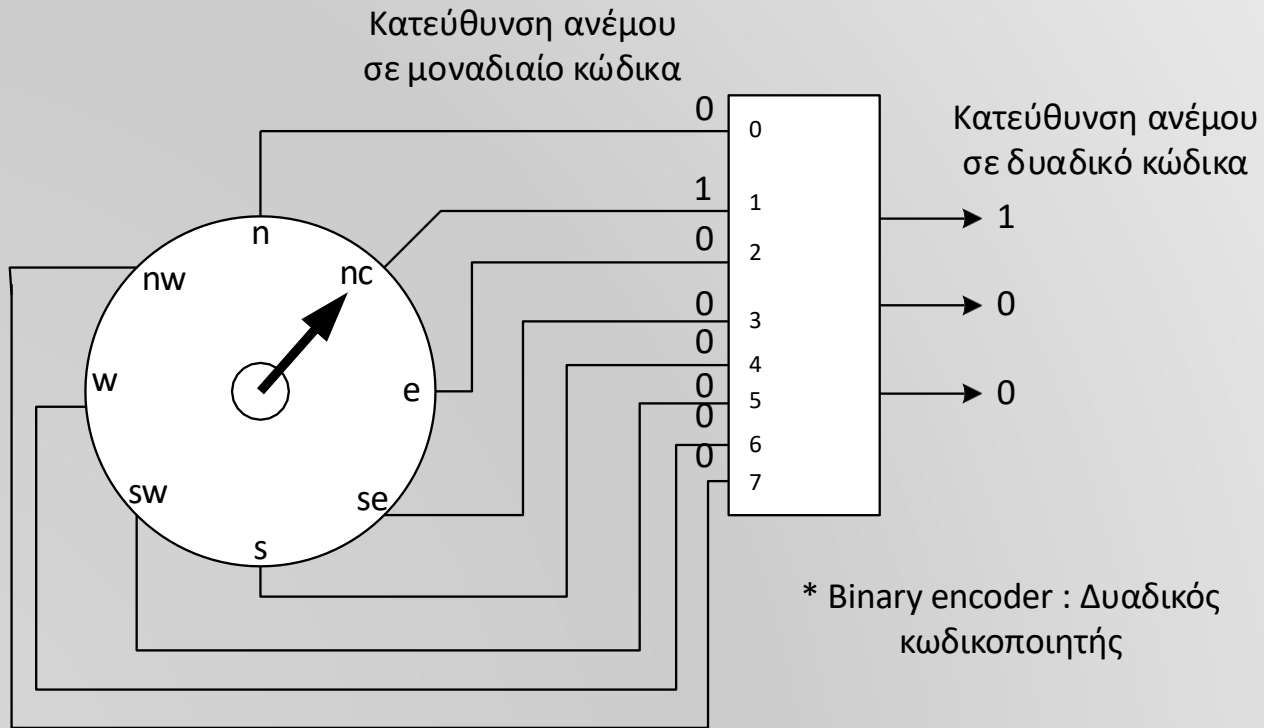 Κατεύθυνση ανέμου
σε μοναδιαίο κώδικα
Κατεύθυνση ανέμου
σε δυαδικό κώδικα
0
0
1
1
0
2
0
3
0
4
0
5
0
6
0
7
1
0
0
n
nc
nw
w
e
sw
se
s
* Binary encoder : Δυαδικός
κωδικοποιητής